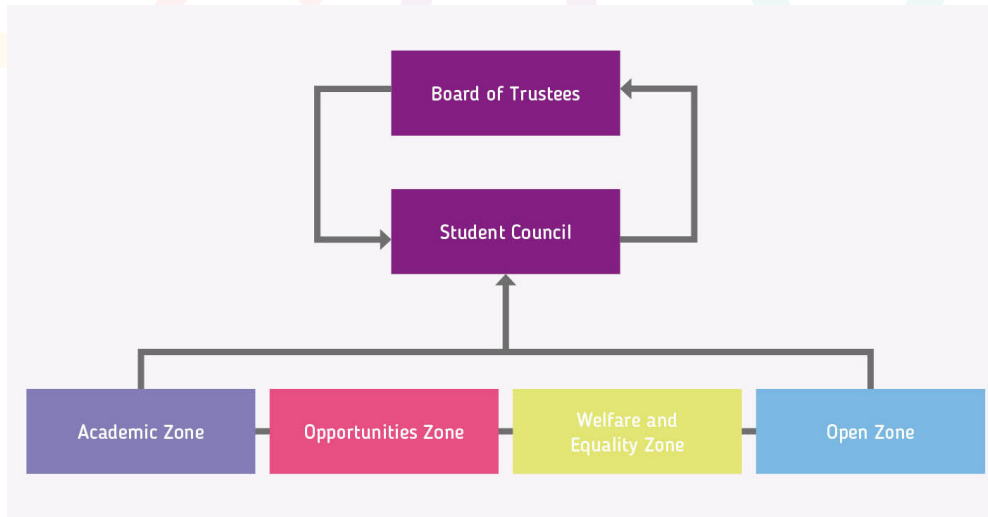 Board of Trustees
Student Council
Academic Zone
Opportunities Zone
Welfare and
Equality Zone
Open Zone